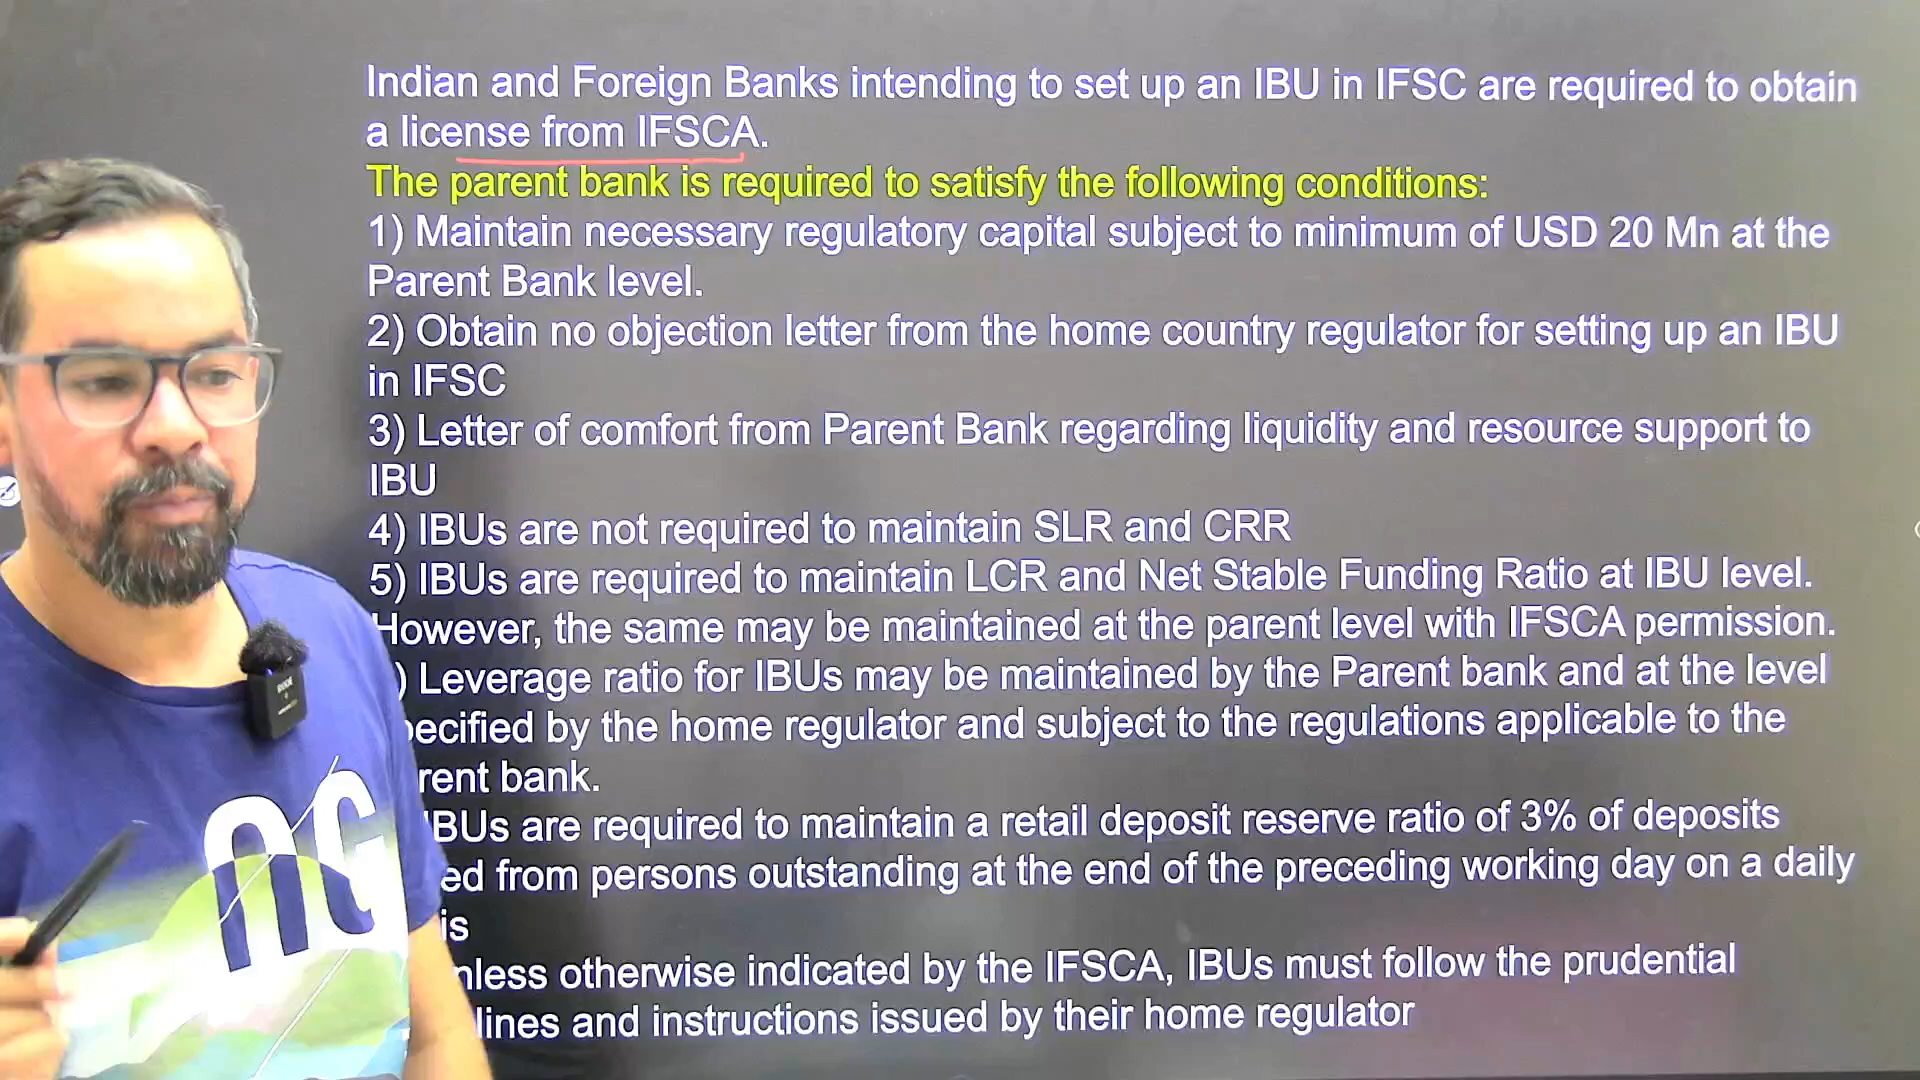 Indian and Foreign Banks intending to set up an IBU in IFSC are required to obtain
a license from IFSCA.
The parent bank is required to satisfy the following conditions:
1) Maintain necessary regulatory capital subject to minimum of USD 20 Mn at the
Parent Bank level.
2) Obtain no objection letter from the home country regulator for setting up an IBU
in IFSC
3) Letter of comfort from Parent Bank regarding liquidity and resource support to
IBU
4) IBUs are not required to maintain SLR and CRR
5) IBUs are required to maintain LCR and Net Stable Funding Ratio at IBU level.
However, the same may be maintained at the parent level with IFSCA permission.
) Leverage ratio for IBUs may be maintained by the Parent bank and at the level
pecified by the home regulator and subject to the regulations applicable to the
rent bank.
IBUs are required to maintain a retail deposit reserve ratio of 3% of deposits
ed from persons outstanding at the end of the preceding working day on a daily
is
nless otherwise indicated by the IFSCA, IBUs must follow the prudential
lines and instructions issued by their home regulator